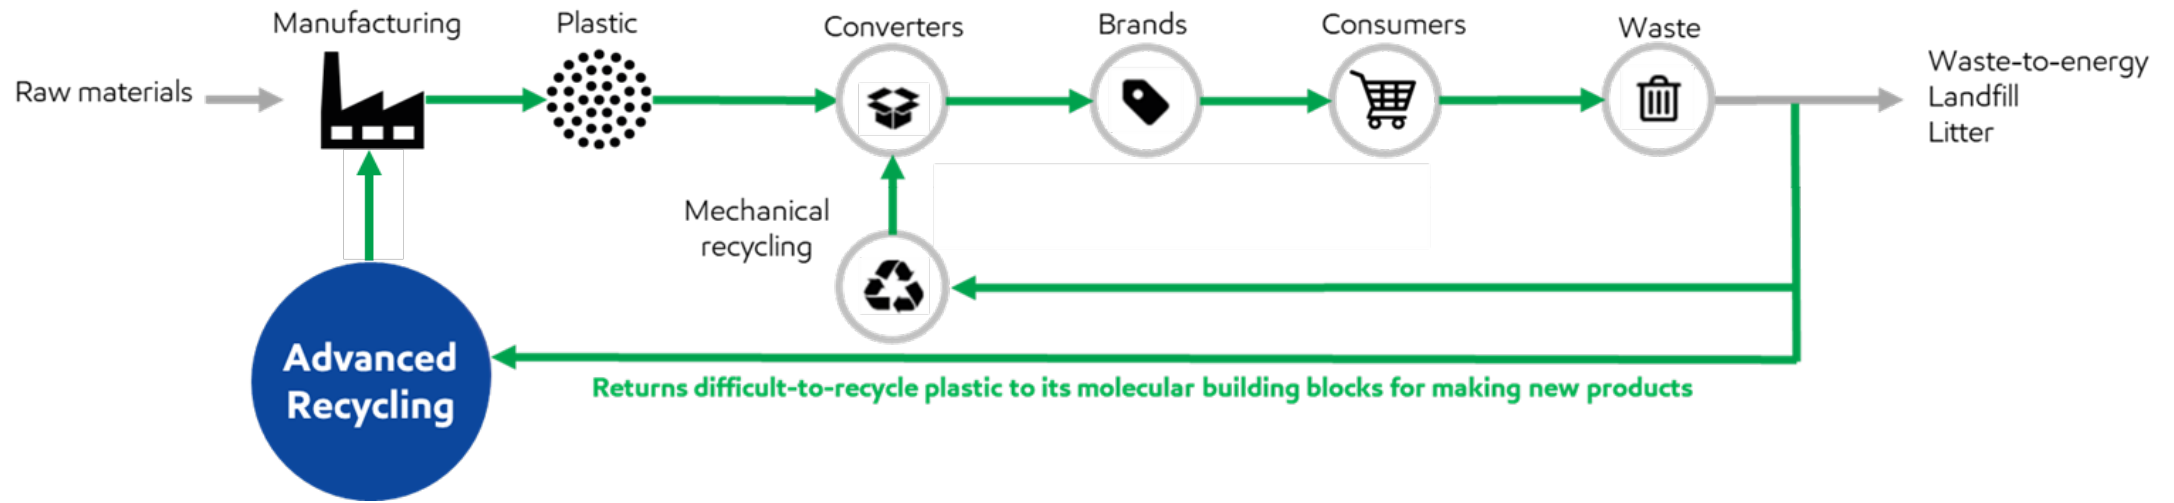 Manufacturing
Plastic
Converters
Brands
Consumers
Waste
Raw materials
Waste-to-energy
Landfill
Litter
Mechanical
recycling
Advanced
Recycling
Returns difficult-to-recycle plastic to its molecular building blocks for making new products